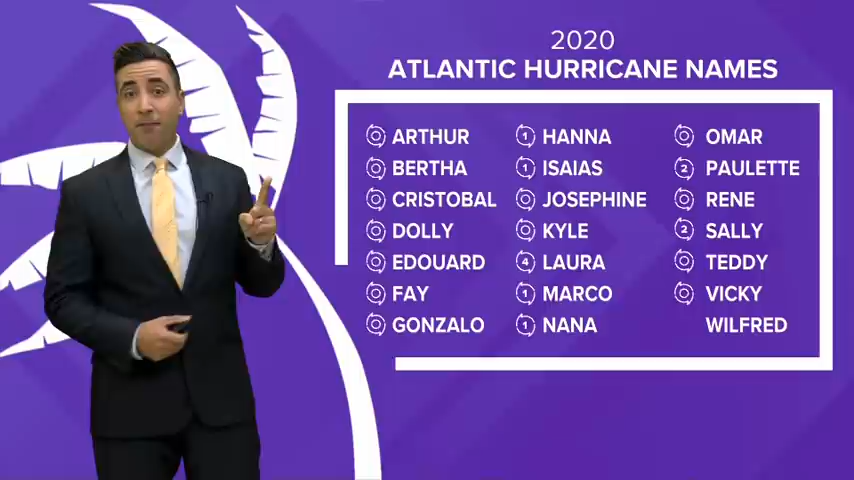 2020
ATLANTIC HURRICANE NAMES
ARTHUR
BERTHA
CRISTOBAL
DOLLY
EDOUARD
FAY
GONZALO
1 HANNA
1 ISAIAS
JOSEPHINE
KYLE
4 LAURA
1 MARCO
1 NANA
OMAR
2 PAULETTE
RENE
2 SALLY
TEDDY
VICKY
WILFRED